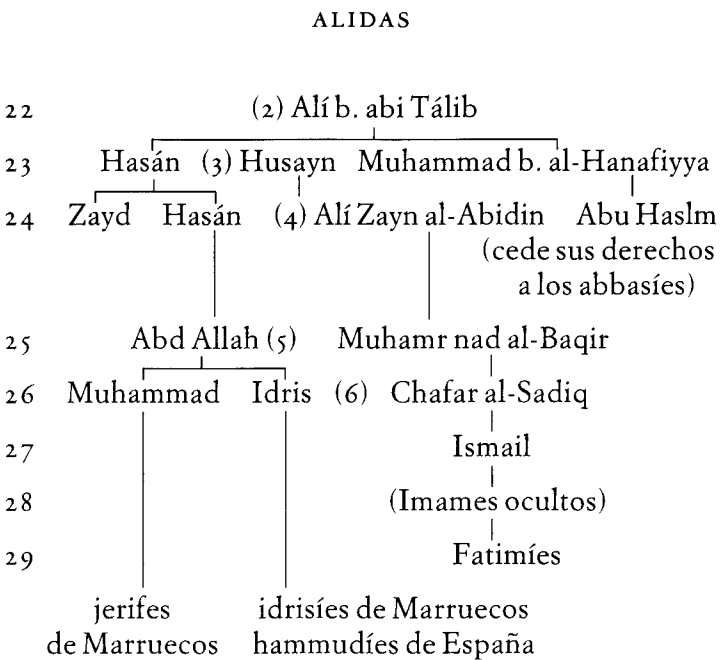 ALIDAS
22 (2) Alí b. abi Tálib
23 Hasán (3) Husayn Muhammad b. al-Hanafiyya
24 Zayd Hasán (4) Alí Zayn al-Abidin Abu Haslm
(cede sus derechos
a los abbasíes)
25 Abd Allah (5) Muhamr nad al-Baqir
26 Muhammad Idris (6) Chafar al-Sadiq
27 Ismail
28 (Imames ocultos)
29 Fatimíes
jerifes idrisíes de Marruecos
de Marruecos hammudíes de España